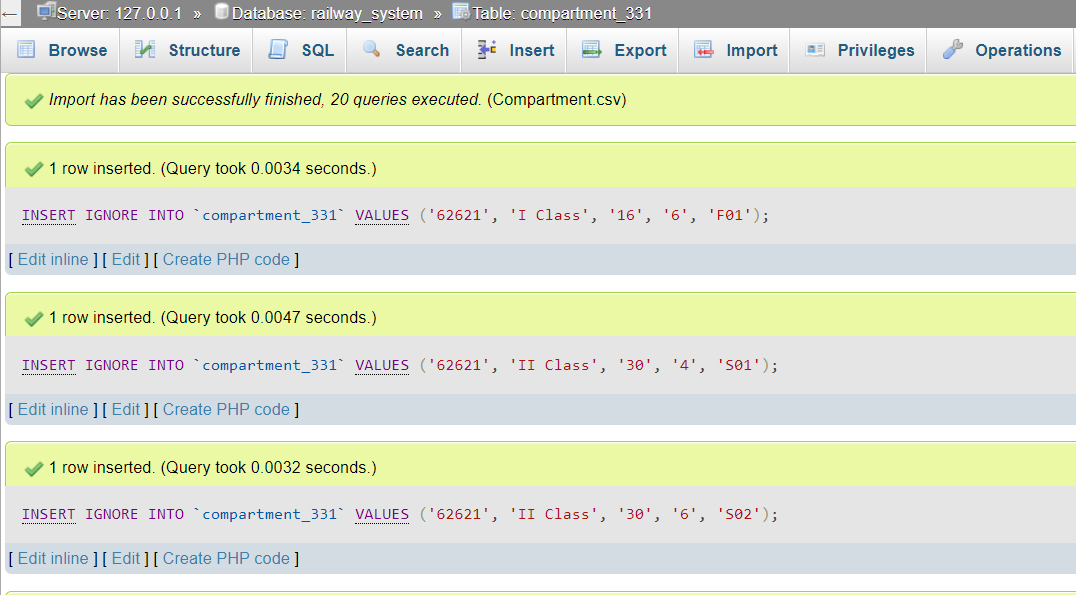 ← Server: 127.0.0.1 » Database: railway_system » Table: compartment_331
Browse Structure SQL Search Insert Export Import Privileges Operations
Import has been successfully finished, 20 queries executed. (Compartment.csv)
1 row inserted. (Query took 0.0034 seconds.)
INSERT IGNORE INTO `compartment_331` VALUES ('62621', 'I Class', '16', '6', 'F01');
[ Edit inline ] [ Edit ] [ Create PHP code ]
1 row inserted. (Query took 0.0047 seconds.)
INSERT IGNORE INTO `compartment_331` VALUES ('62621', 'II Class', '30', '4', 'S01');
[ Edit inline ] [ Edit ] [ Create PHP code ]
1 row inserted. (Query took 0.0032 seconds.)
INSERT IGNORE INTO `compartment_331` VALUES ('62621', 'II Class', '30', '6', 'S02');
[ Edit inline ] [ Edit ] [ Create PHP code ]